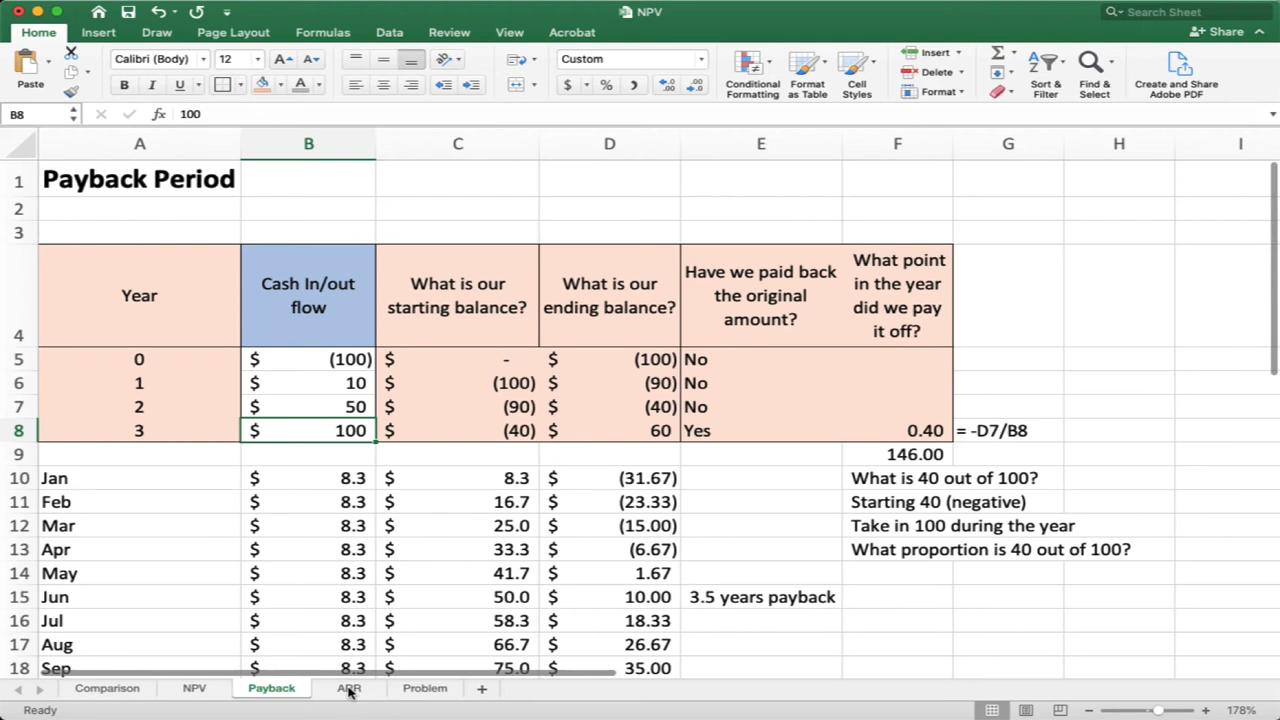 NPV
Search Sheet
Home Insert Draw Page Layout Formulas Data Review View Acrobat
Share
Paste
Calibri (Body) 12 A A
B I U A
Custom
$ % )
Conditional Formatting
Format as Table
Cell Styles
Insert
Delete
Format
Sort & Filter
Find & Select
Create and Share Adobe PDF
B8 fx 100
A B C D E F G H I
1 Payback Period
2
3
4 Year
Cash In/out flow
What is our starting balance?
What is our ending balance?
Have we paid back the original amount?
What point in the year did we pay it off?
5 0 $ (100) $ - $ (100) No
6 1 $ 10 $ (100) $ (90) No
7 2 $ 50 $ (90) $ (40) No
8 3 $ 100 $ (40) $ 60 Yes 0.40 = -D7/B8
9 146.00
10 Jan $ 8.3 $ 8.3 $ (31.67) What is 40 out of 100?
11 Feb $ 8.3 $ 16.7 $ (23.33) Starting 40 (negative)
12 Mar $ 8.3 $ 25.0 $ (15.00) Take in 100 during the year
13 Apr $ 8.3 $ 33.3 $ (6.67) What proportion is 40 out of 100?
14 May $ 8.3 $ 41.7 $ 1.67
15 Jun $ 8.3 $ 50.0 $ 10.00 3.5 years payback
16 Jul $ 8.3 $ 58.3 $ 18.33
17 Aug $ 8.3 $ 66.7 $ 26.67
18 Sep $ 8.3 $ 75.0 $ 35.00
Comparison NPV Payback Problem +
Ready
178%